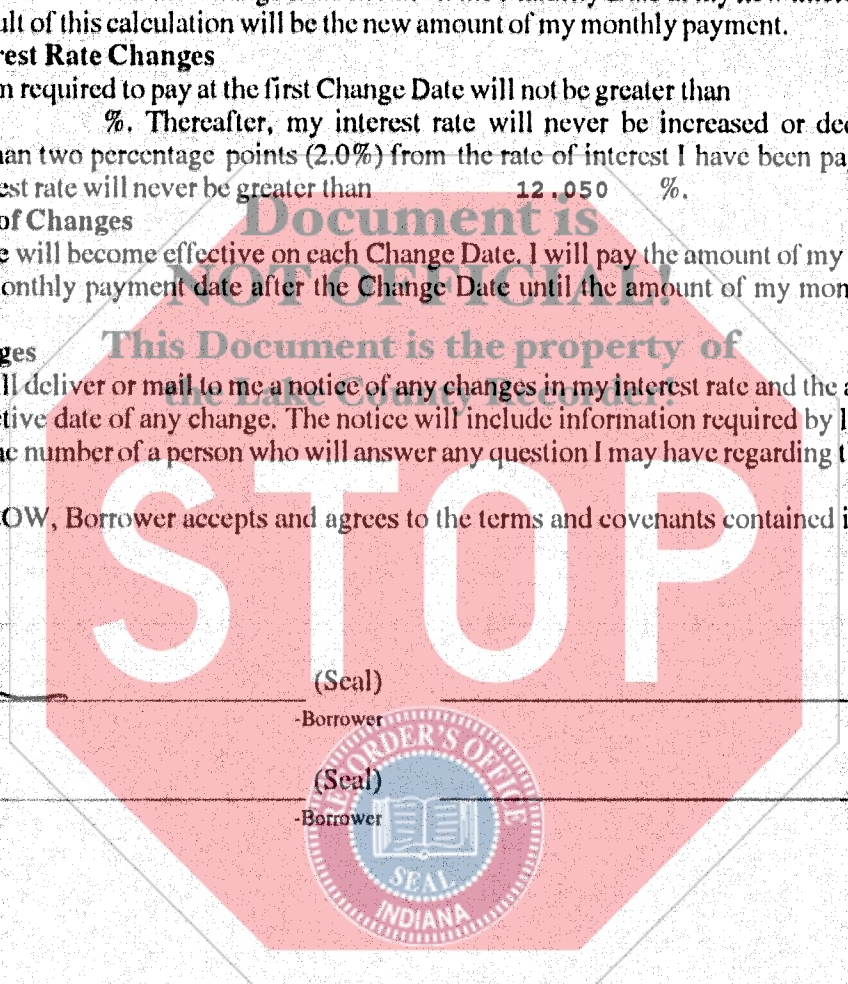 ult of this calculation will be the new amount of my monthly payment.
rest Rate Changes
n required to pay at the first Change Date will not be greater than
%. Thereafter, my interest rate will never be increased or dec
an two percentage points (2.0%) from the rate of interest I have been pa
est rate will never be greater than 12.050 %.
of Changes
e will become effective on each Change Date. I will pay the amount of my
onthly payment date after the Change Date until the amount of my mon
ges
ll deliver or mail to me a notice of any changes in my interest rate and the a
tive date of any change. The notice will include information required by l
e number of a person who will answer any question I may have regarding t
OW, Borrower accepts and agrees to the terms and covenants contained i
(Seal)
-Borrower
(Seal)
-Borrower
Document is
NOT OFFICIAL!
This Document is the property of
the Lake County Recorder!
STOP
RECORDER'S OFFICE
SEAL
INDIANA